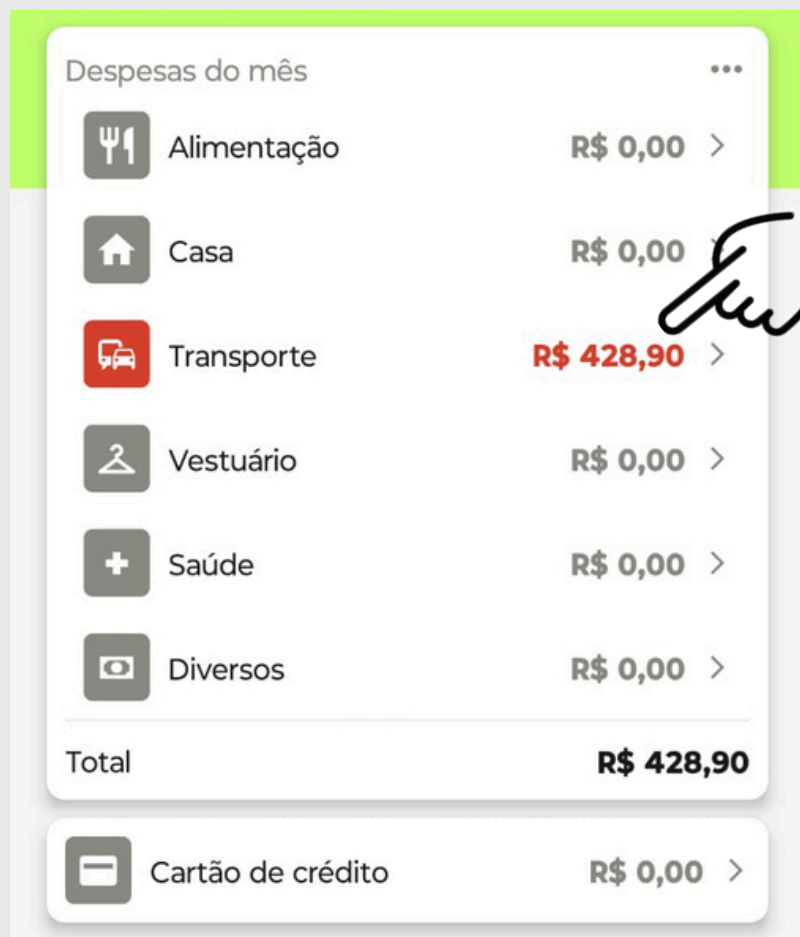 Despesas do mês
Alimentação R$ 0,00
Casa R$ 0,00
Transporte R$ 428,90
Vestuário R$ 0,00
Saúde R$ 0,00
Diversos R$ 0,00
Total R$ 428,90
Cartão de crédito R$ 0,00